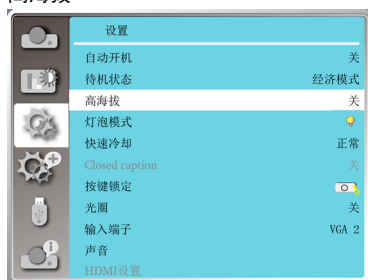 高海拔
设置
自动开机 关
待机状态 经济模式
高海拔 关
灯泡模式
快速冷却 正常
Closed caption 关
按键锁定
光圈 关
输入端子 VGA 2
声音
HDMI设置